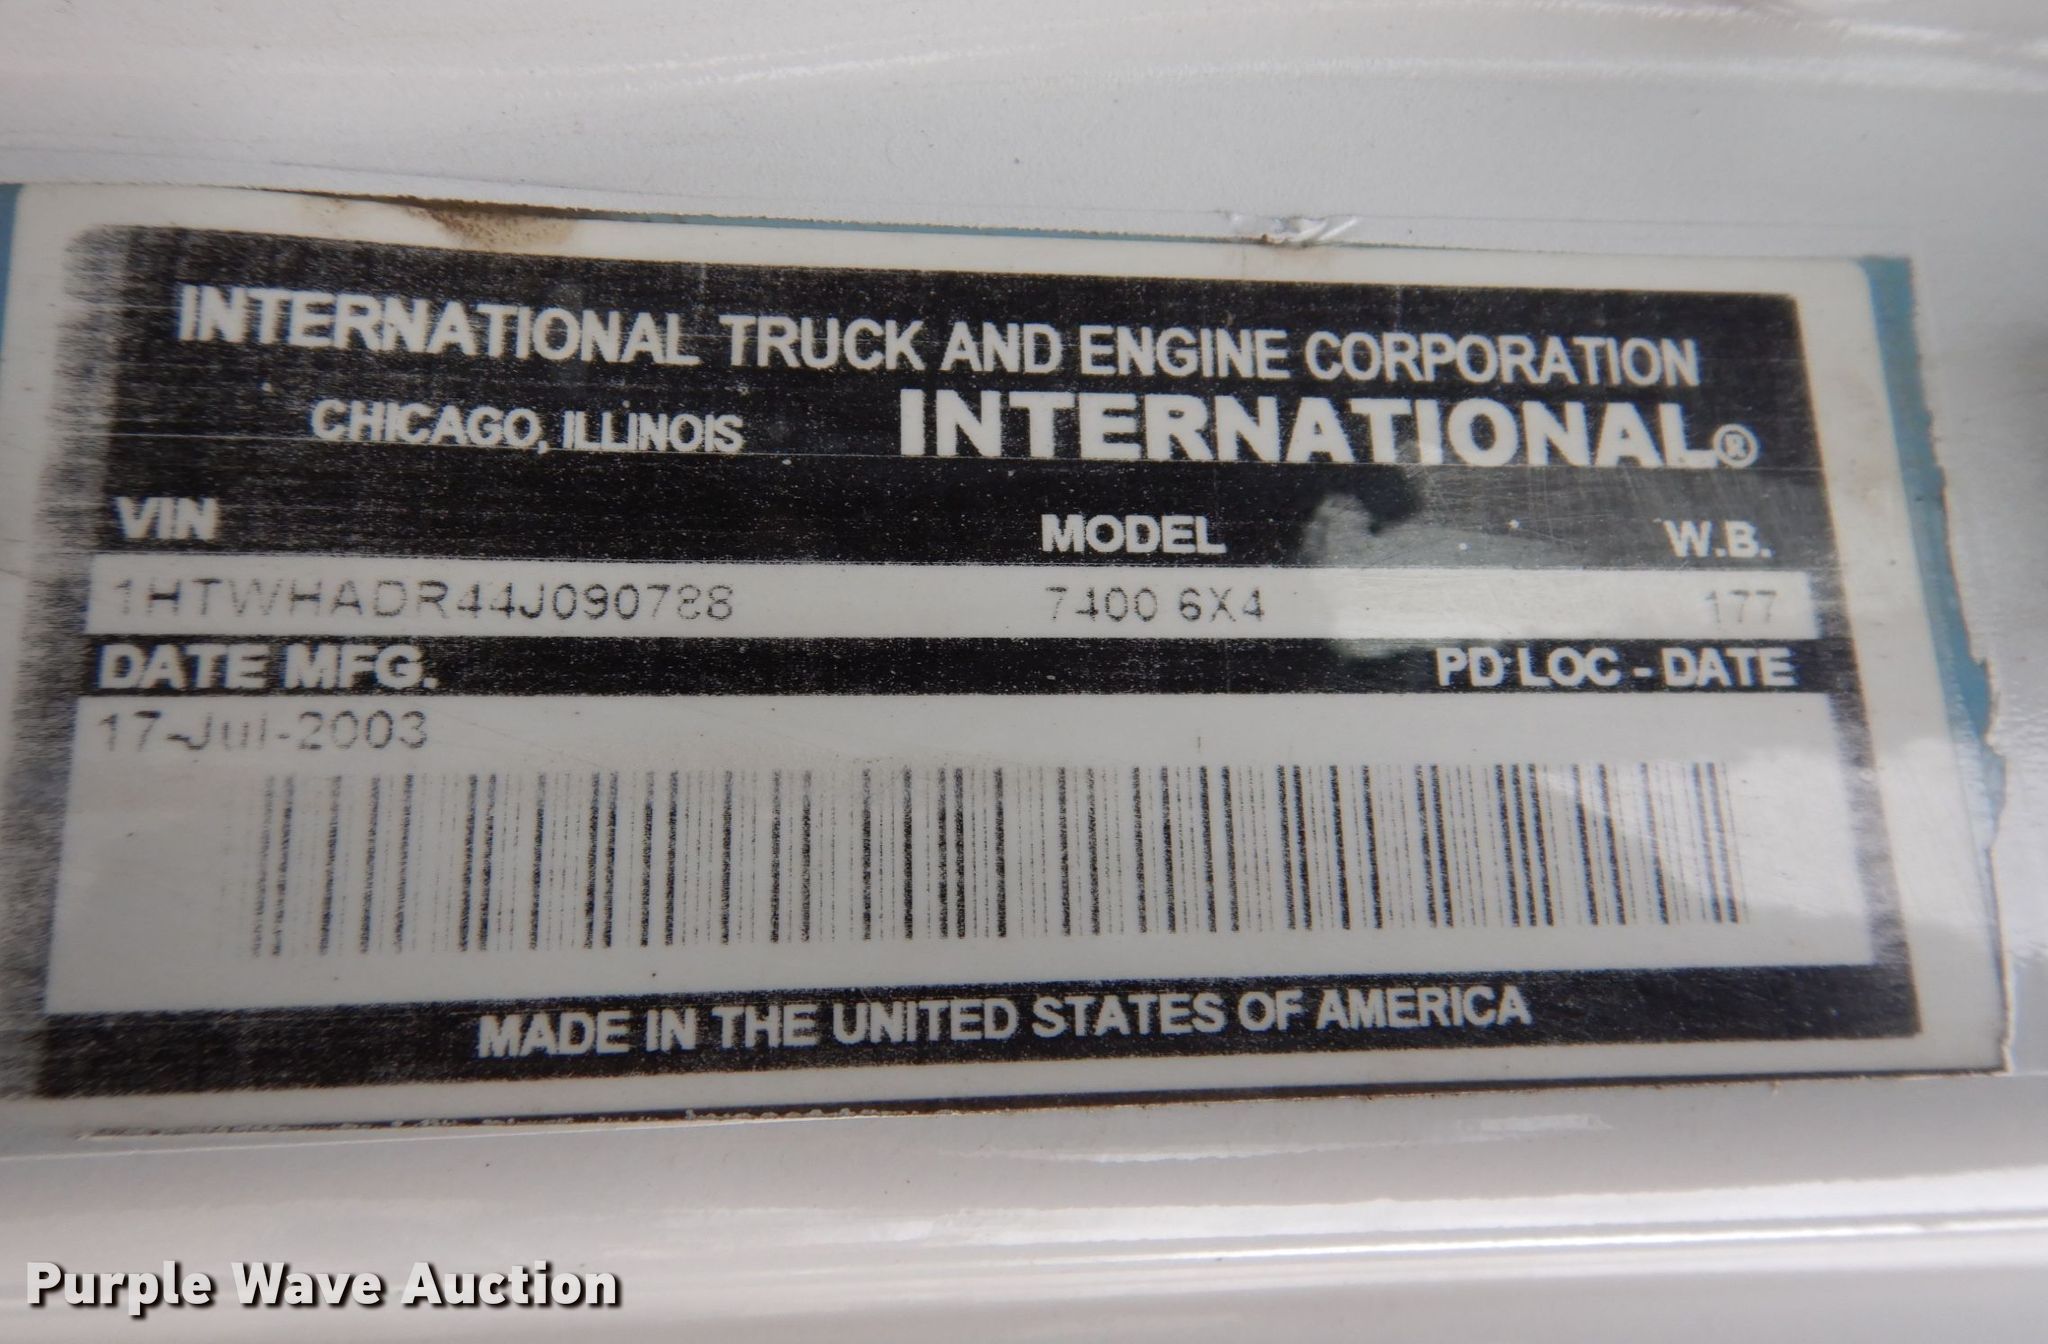 INTERNATIONAL TRUCK AND ENGINE CORPORATION
CHICAGO, ILLINOIS INTERNATIONAL®
VIN MODEL W.B.
1HTWHADR44J090788 7400 6X4 177
DATE MFG. PD LOC - DATE
17-Jul-2003
MADE IN THE UNITED STATES OF AMERICA
Purple Wave Auction